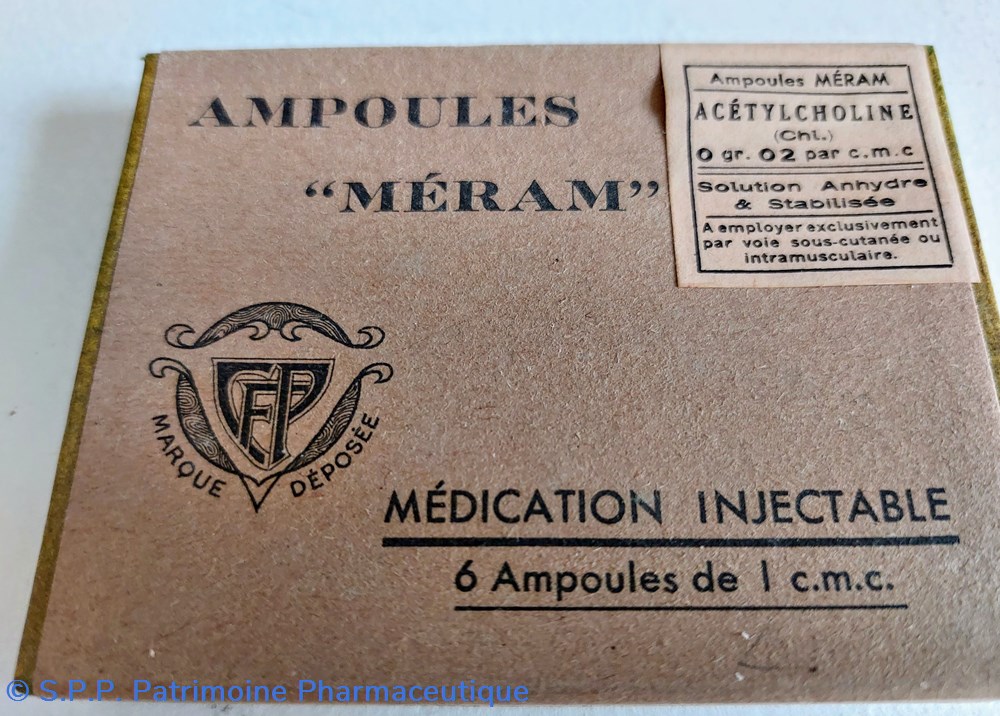 AMPOULES
"MÉRAM"
Ampoules MÉRAM
ACÉTYLCHOLINE
(Chl.)
0 gr. 02 par c.m.c
Solution Anhydre
& Stabilisée
A employer exclusivement
par voie sous-cutanée ou
intramusculaire.
CFP
MARQUE DÉPOSÉE
MÉDICATION INJECTABLE
6 Ampoules de 1 c.m.c.
© S.P.P. Patrimoine Pharmaceutique